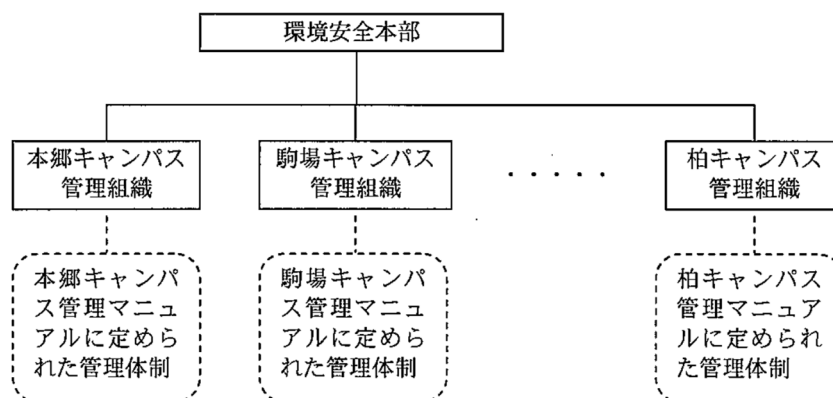 環境安全本部
本郷キャンパス
管理組織
駒場キャンパス
管理組織
・・・・・
柏キャンパス
管理組織
本郷キャンパ
ス管理マニュ
アルに定めら
れた管理体制
駒場キャンパ
ス管理マニュ
アルに定めら
れた管理体制
柏キャンパス
管理マニュア
ルに定められ
た管理体制